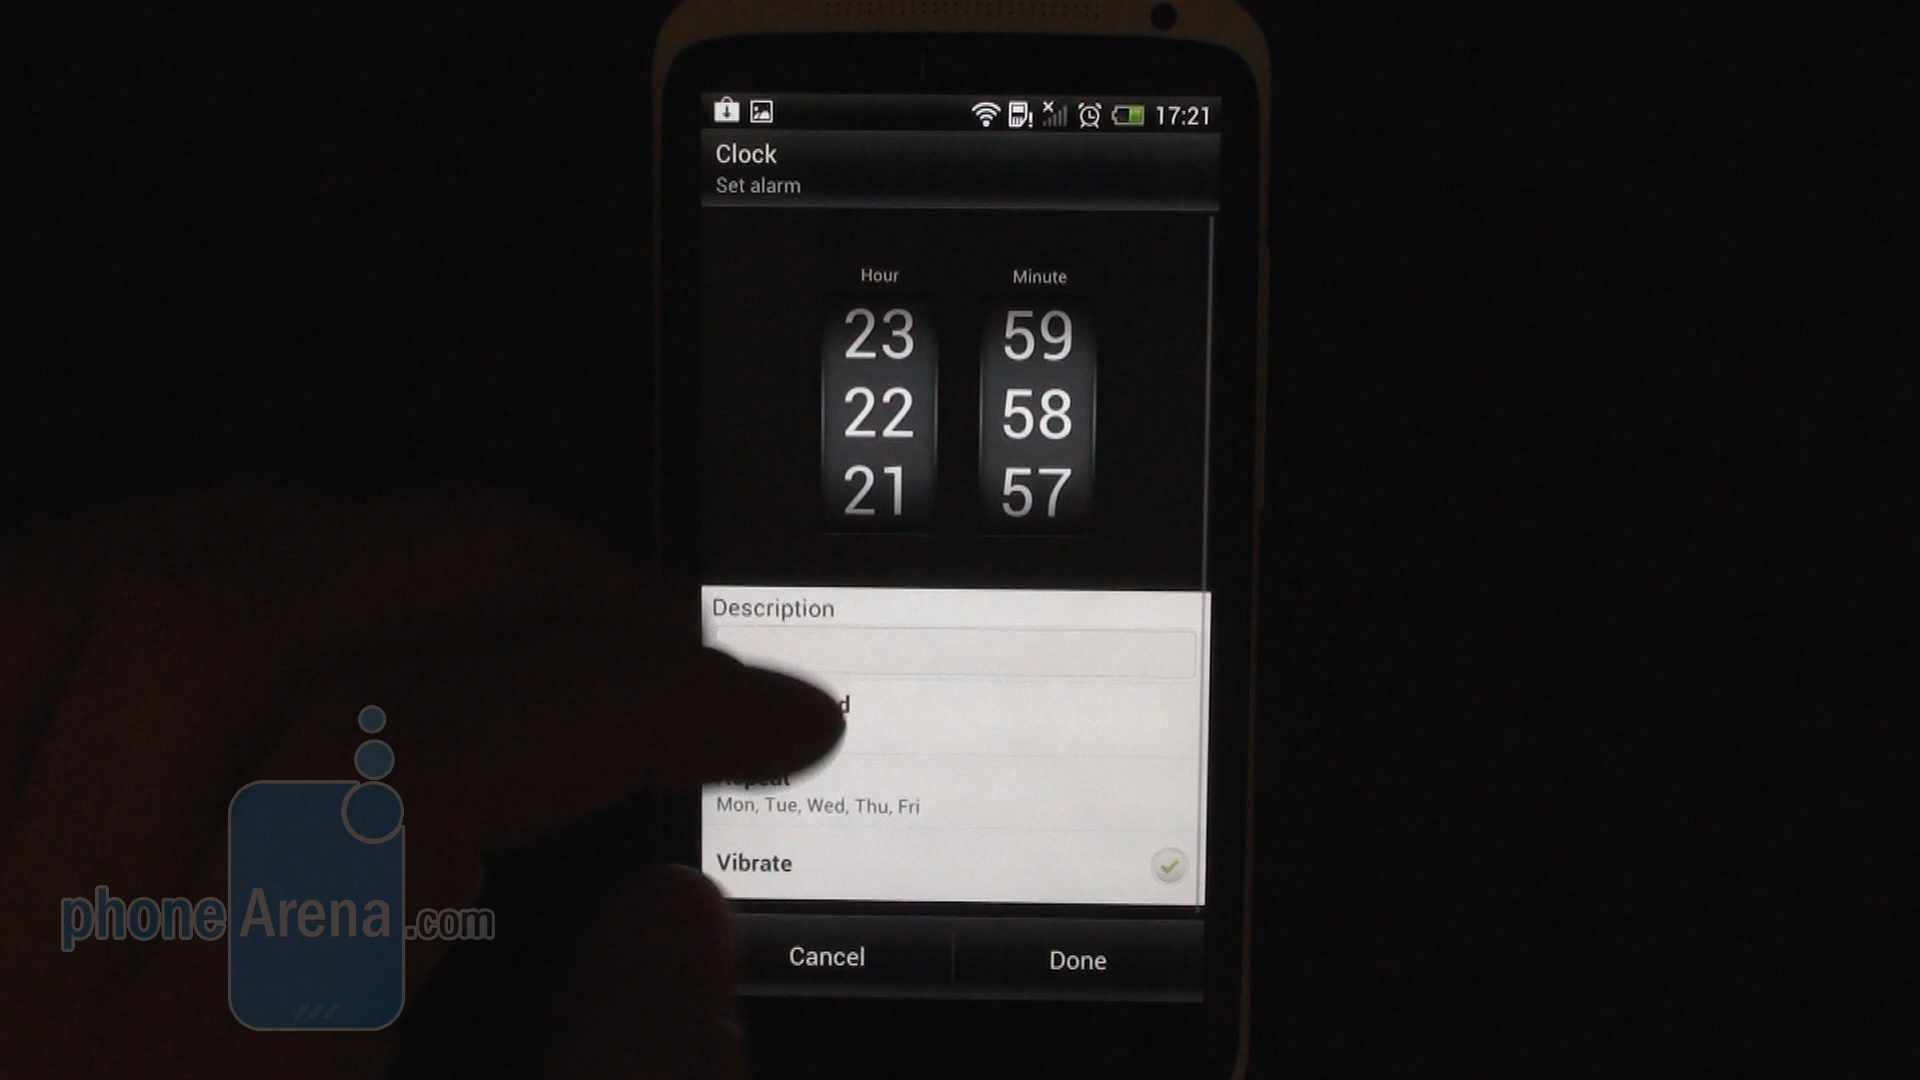 17:21
Clock
Set alarm
Hour Minute
23 59
22 58
21 57
Description
Repeat
Mon, Tue, Wed, Thu, Fri
Vibrate
Cancel Done
phoneArena.com